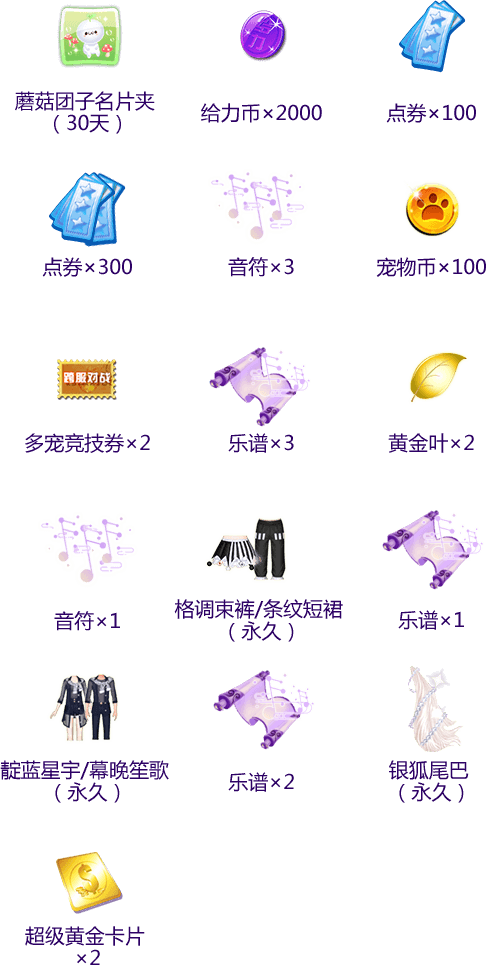 蘑菇团子名片夹
（30天）
给力币×2000
点券×100
点券×300
音符×3
宠物币×100
跨服对战
多宠竞技券×2
乐谱×3
黄金叶×2
音符×1
格调束裤/条纹短裙
（永久）
乐谱×1
靛蓝星宇/幕晚笙歌
（永久）
乐谱×2
银狐尾巴
（永久）
超级黄金卡片
×2